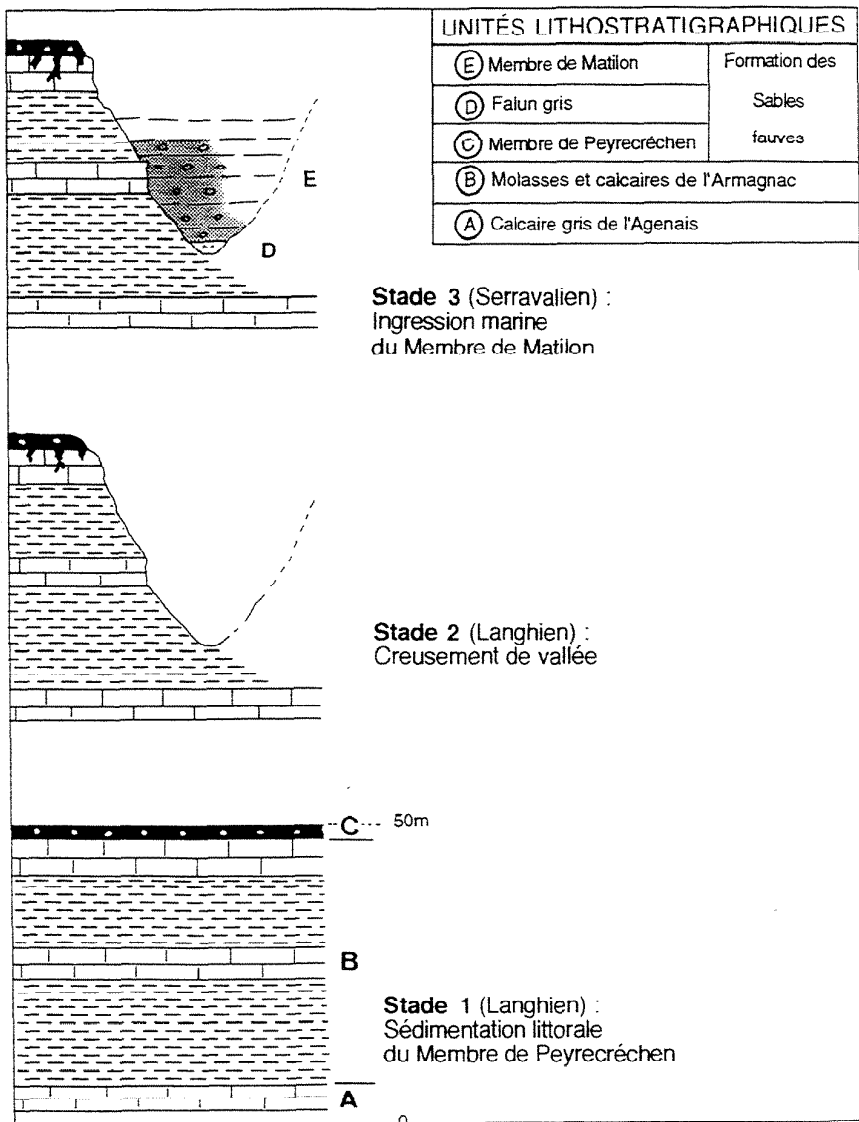 UNITÉS LITHOSTRATIGRAPHIQUES
E Membre de Matilon
Formation des
D Falun gris
Sables
C Membre de Peyrecréchen
fauves
B Molasses et calcaires de l'Armagnac
A Calcaire gris de l'Agenais
E
D
Stade 3 (Serravalien) :
Ingression marine
du Membre de Matilon
Stade 2 (Langhien) :
Creusement de vallée
C
50m
B
Stade 1 (Langhien) :
Sédimentation littorale
du Membre de Peyrecréchen
A
0